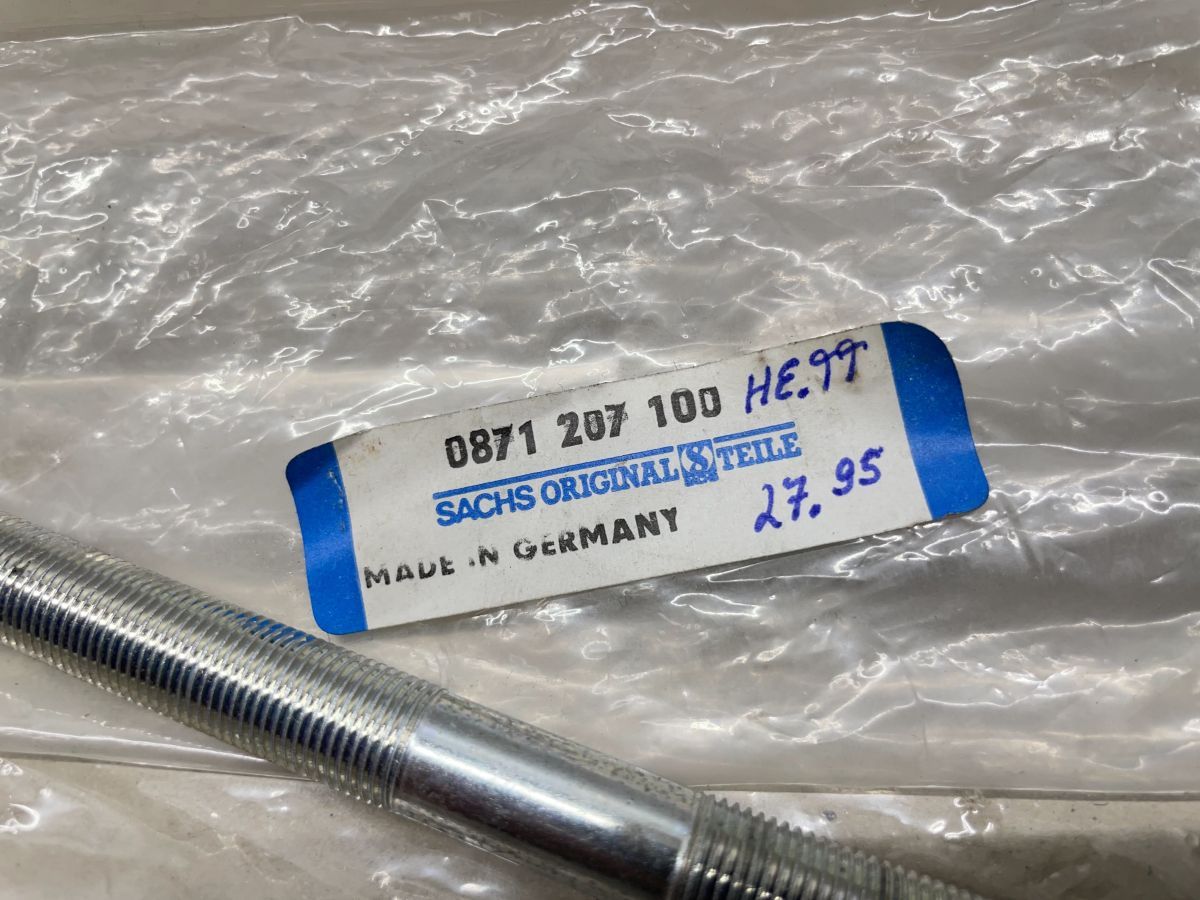 0871 207 100 HE.99
SACHS ORIGINAL S TEILE
MADE IN GERMANY 27.95